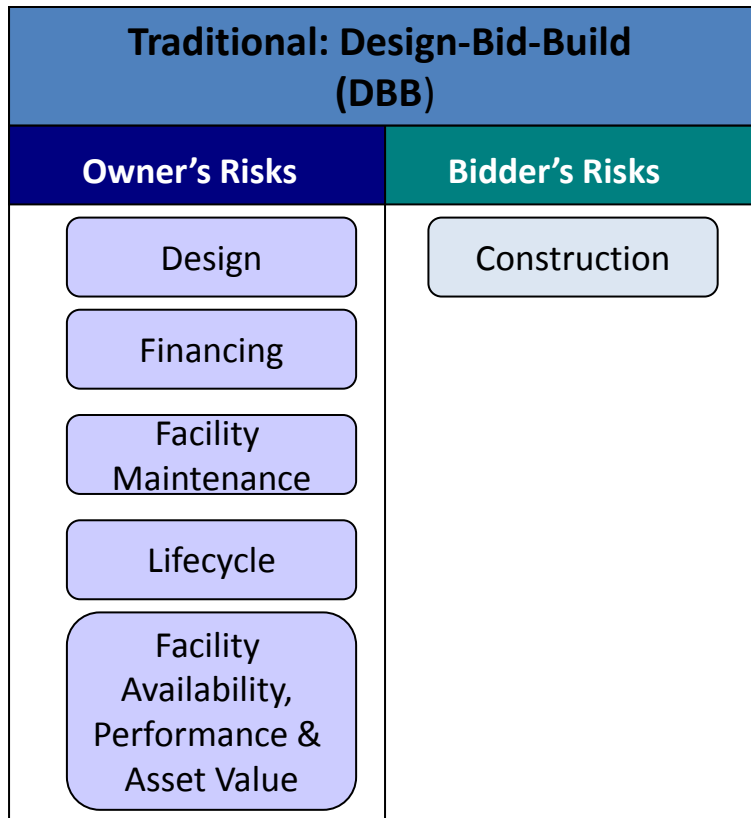 Traditional: Design-Bid-Build
(DBB)
Owner’s Risks
Bidder’s Risks
Design
Construction
Financing
Facility
Maintenance
Lifecycle
Facility
Availability,
Performance &
Asset Value